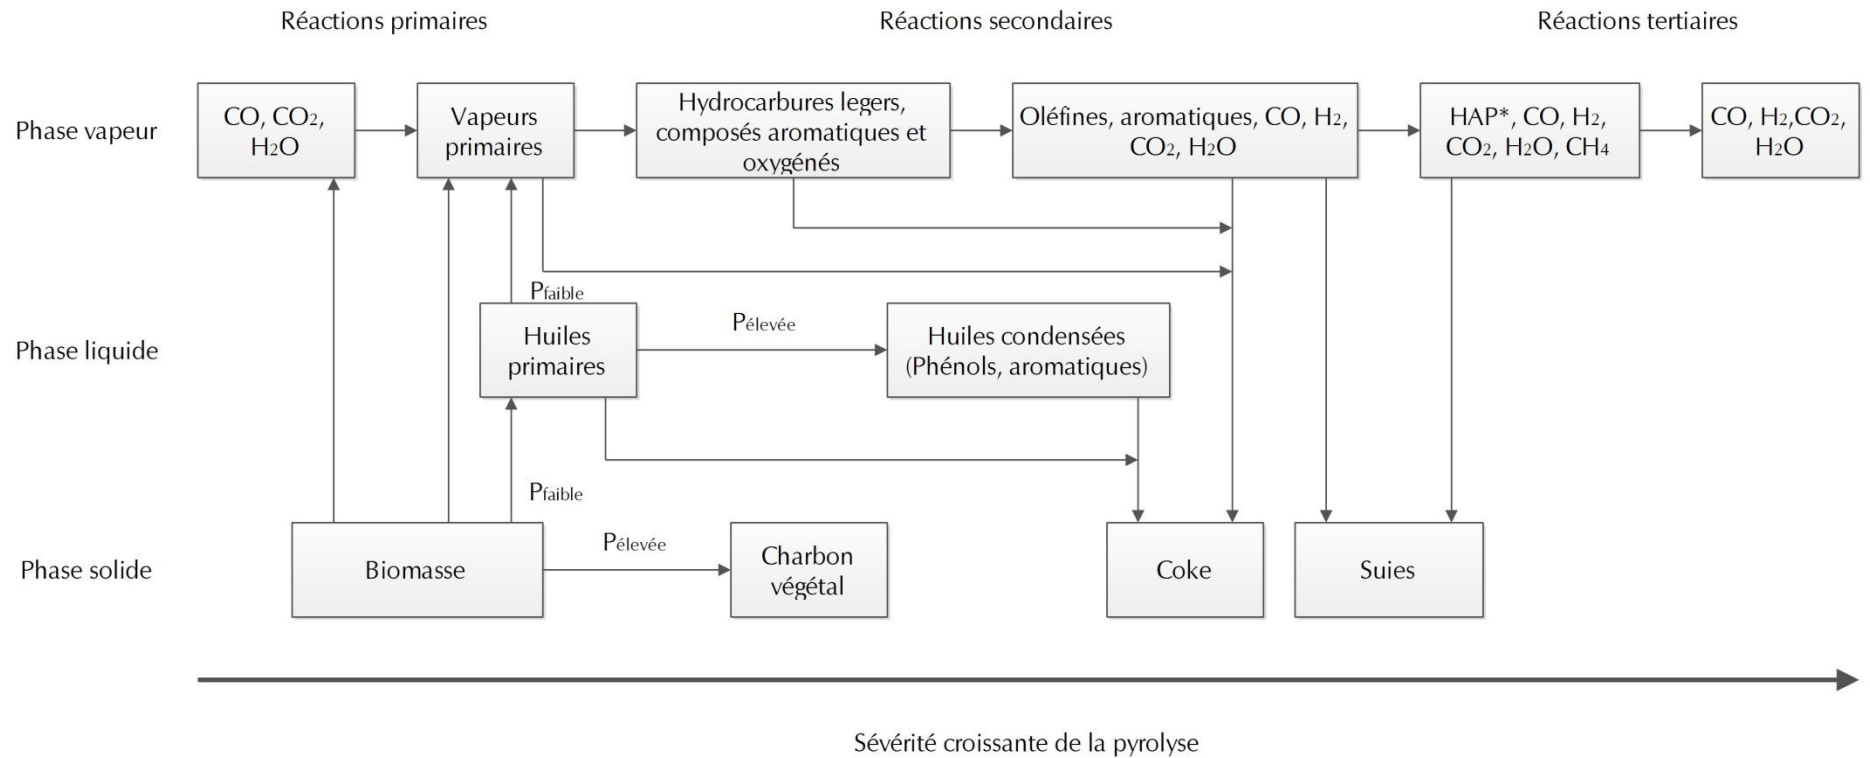 Réactions primaires
Réactions secondaires
Réactions tertiaires
Phase vapeur
CO, CO2,
H2O
Vapeurs
primaires
Hydrocarbures legers,
composés aromatiques et
oxygénés
Oléfines, aromatiques, CO, H2,
CO2, H2O
HAP*, CO, H2,
CO2, H2O, CH4
CO, H2,CO2,
H2O
Pfaible
Phase liquide
Huiles
primaires
Pélevée
Huiles condensées
(Phénols, aromatiques)
Pfaible
Phase solide
Biomasse
Pélevée
Charbon
végétal
Coke
Suies
Sévérité croissante de la pyrolyse